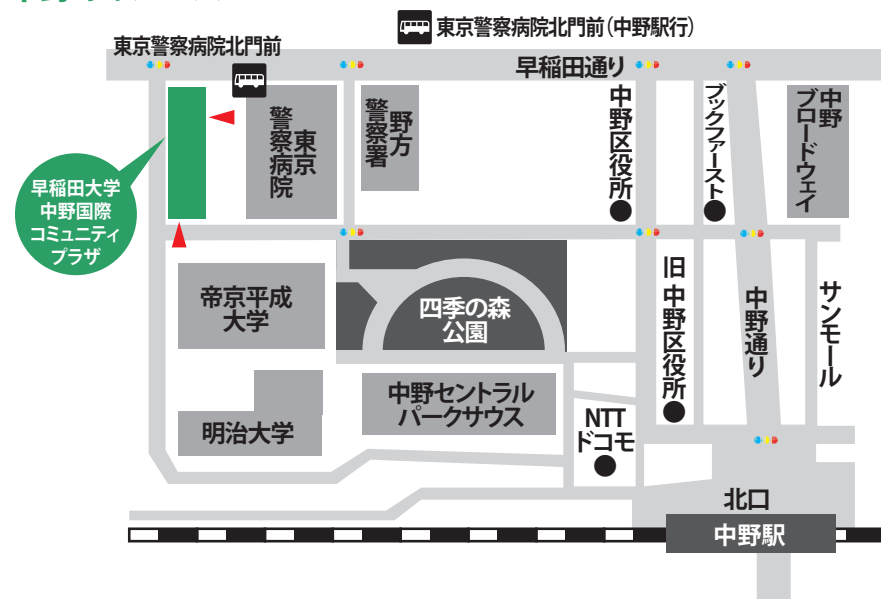 東京警察病院北門前(中野駅行)
東京警察病院北門前
早稲田通り
東京
警察病院
野方
警察署
中野区役所
ブックファースト
中野
ブロードウェイ
早稲田大学
中野国際
コミュニティ
プラザ
帝京平成
大学
四季の森
公園
旧 中野区役所
中野通り
サンモール
明治大学
中野セントラル
パークサウス
NTT
ドコモ
北口
中野駅